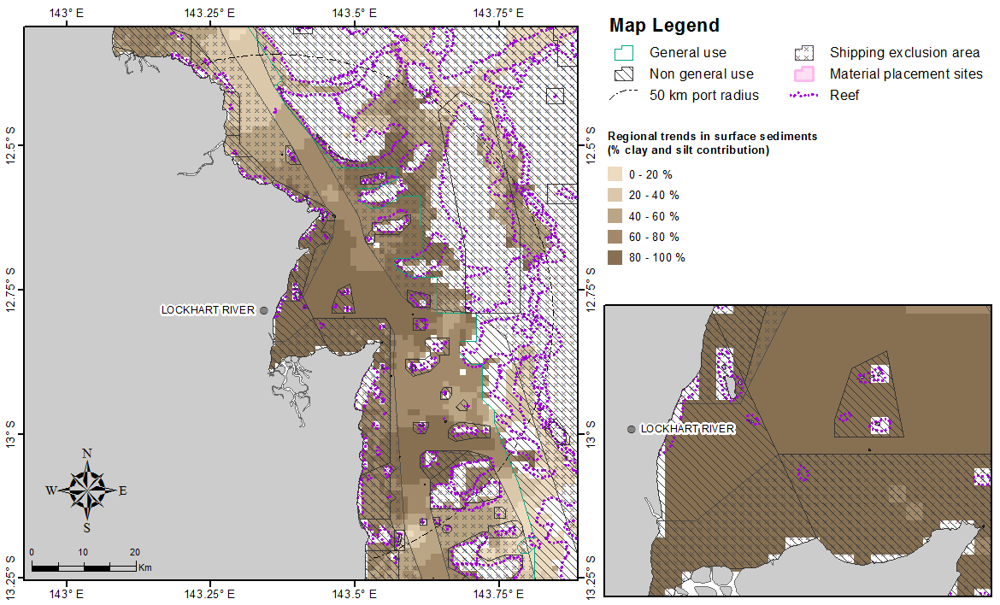 143° E
143.25° E
143.5° E
143.75° E
Map Legend
General use
Non general use
50 km port radius
Shipping exclusion area
Material placement sites
Reef
Regional trends in surface sediments
(% clay and silt contribution)
0 - 20 %
20 - 40 %
40 - 60 %
60 - 80 %
80 - 100 %
12.5° S
12.75° S
13° S
13.25° S
12.5° S
12.75° S
13° S
13.25° S
LOCKHART RIVER
LOCKHART RIVER
N
W
E
S
0
10
20
Km
143° E
143.25° E
143.5° E
143.75° E